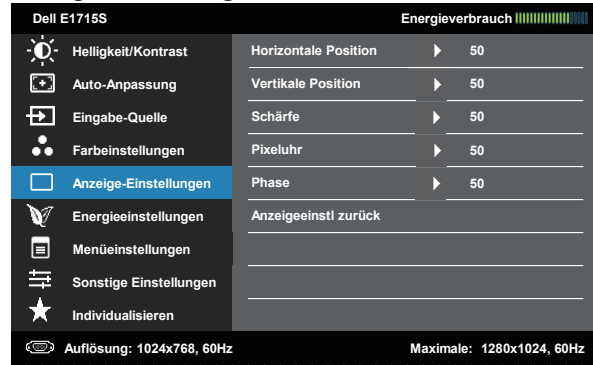 Dell E1715S Energieverbrauch
Helligkeit/Kontrast Horizontale Position 50
Auto-Anpassung Vertikale Position 50
Eingabe-Quelle Schärfe 50
Farbeinstellungen Pixeluhr 50
Anzeige-Einstellungen Phase 50
Energieeinstellungen Anzeigeeinstl zurück
Menüeinstellungen
Sonstige Einstellungen
Individualisieren
Auflösung: 1024x768, 60Hz Maximale: 1280x1024, 60Hz